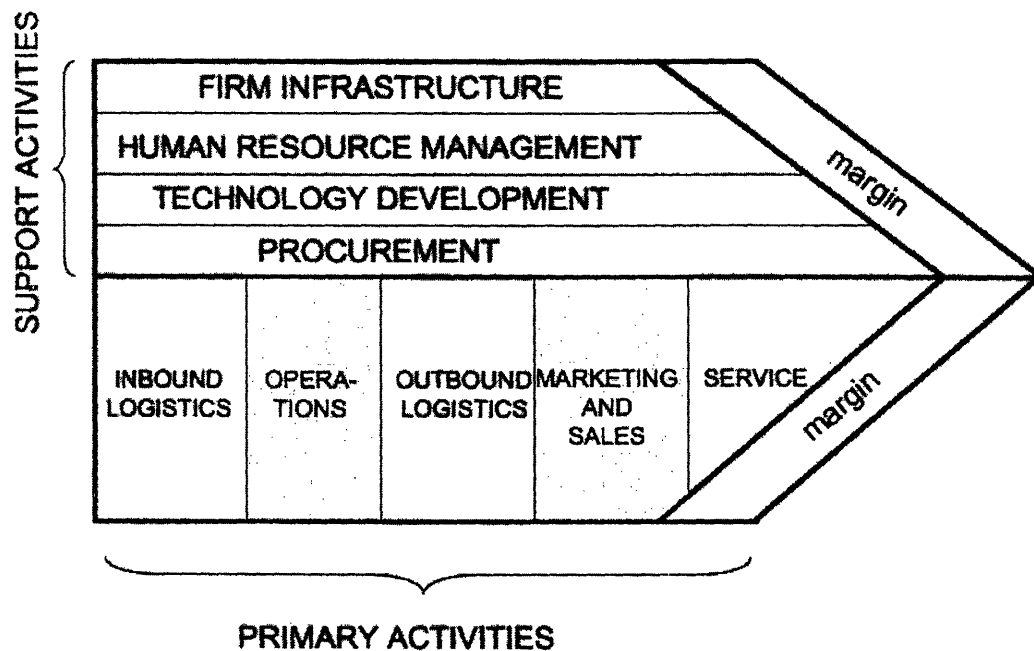 SUPPORT ACTIVITIES
FIRM INFRASTRUCTURE
HUMAN RESOURCE MANAGEMENT
TECHNOLOGY DEVELOPMENT
PROCUREMENT
margin
INBOUND
LOGISTICS
OPERA-
TIONS
OUTBOUND
LOGISTICS
MARKETING
AND
SALES
SERVICE
margin
PRIMARY ACTIVITIES